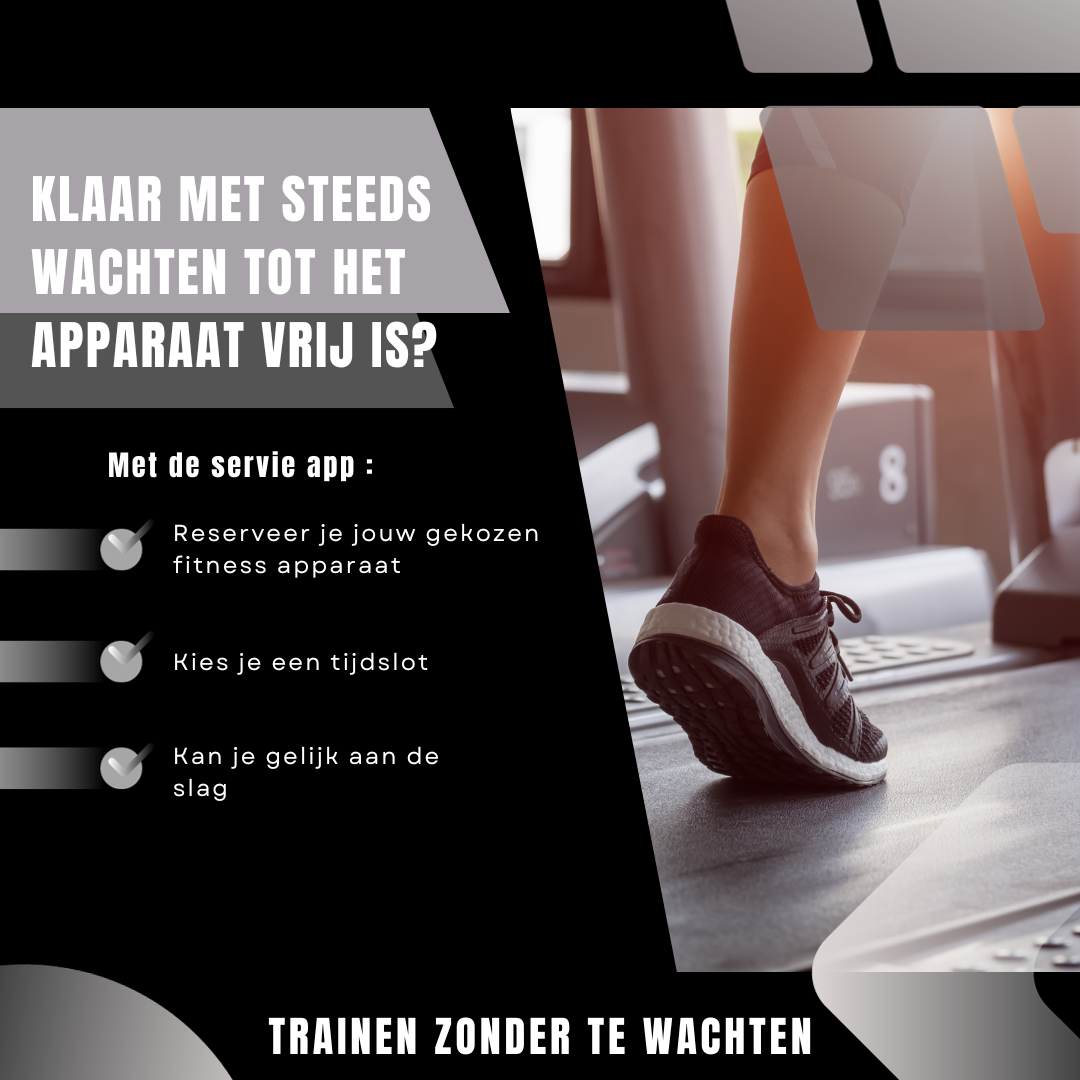 KLAAR MET STEEDS
WACHTEN TOT HET
APPARAAT VRIJ IS?
Met de servie app :
Reserveer je jouw gekozen
fitness apparaat
Kies je een tijdslot
Kan je gelijk aan de
slag
8
TRAINEN ZONDER TE WACHTEN